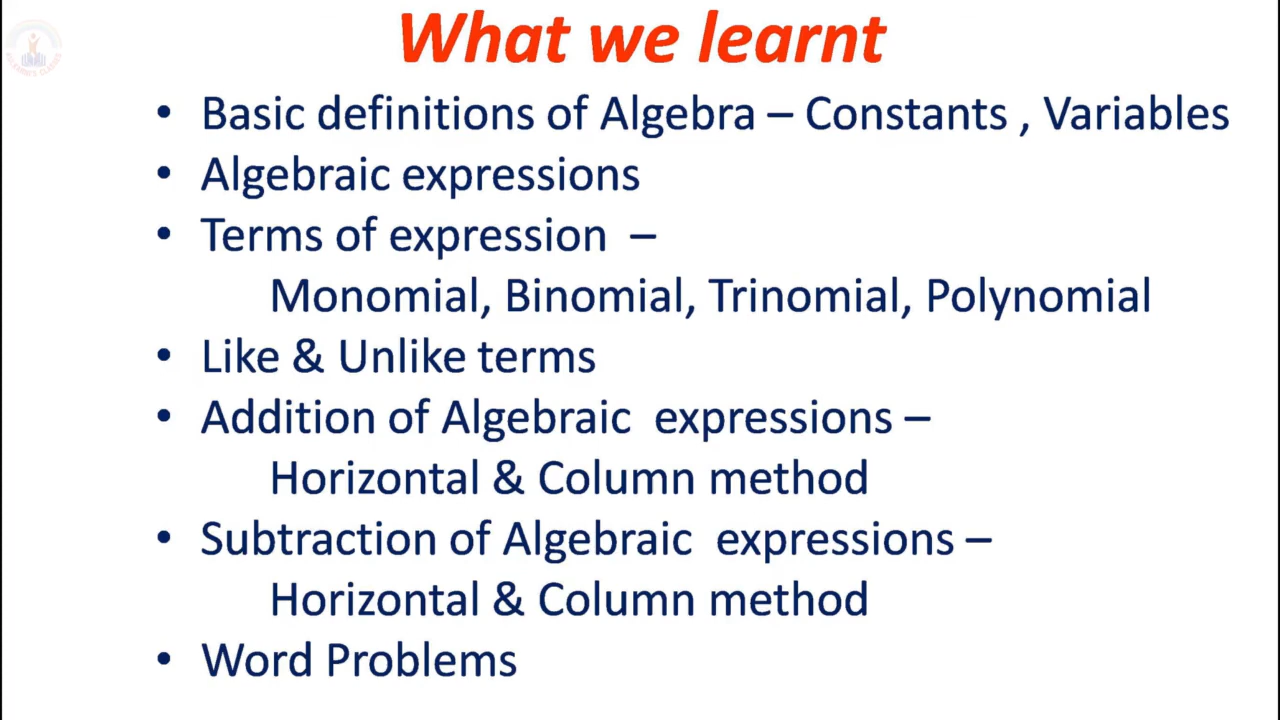 What we learnt
• Basic definitions of Algebra – Constants , Variables
• Algebraic expressions
• Terms of expression –
Monomial, Binomial, Trinomial, Polynomial
• Like & Unlike terms
• Addition of Algebraic expressions –
Horizontal & Column method
• Subtraction of Algebraic expressions –
Horizontal & Column method
• Word Problems